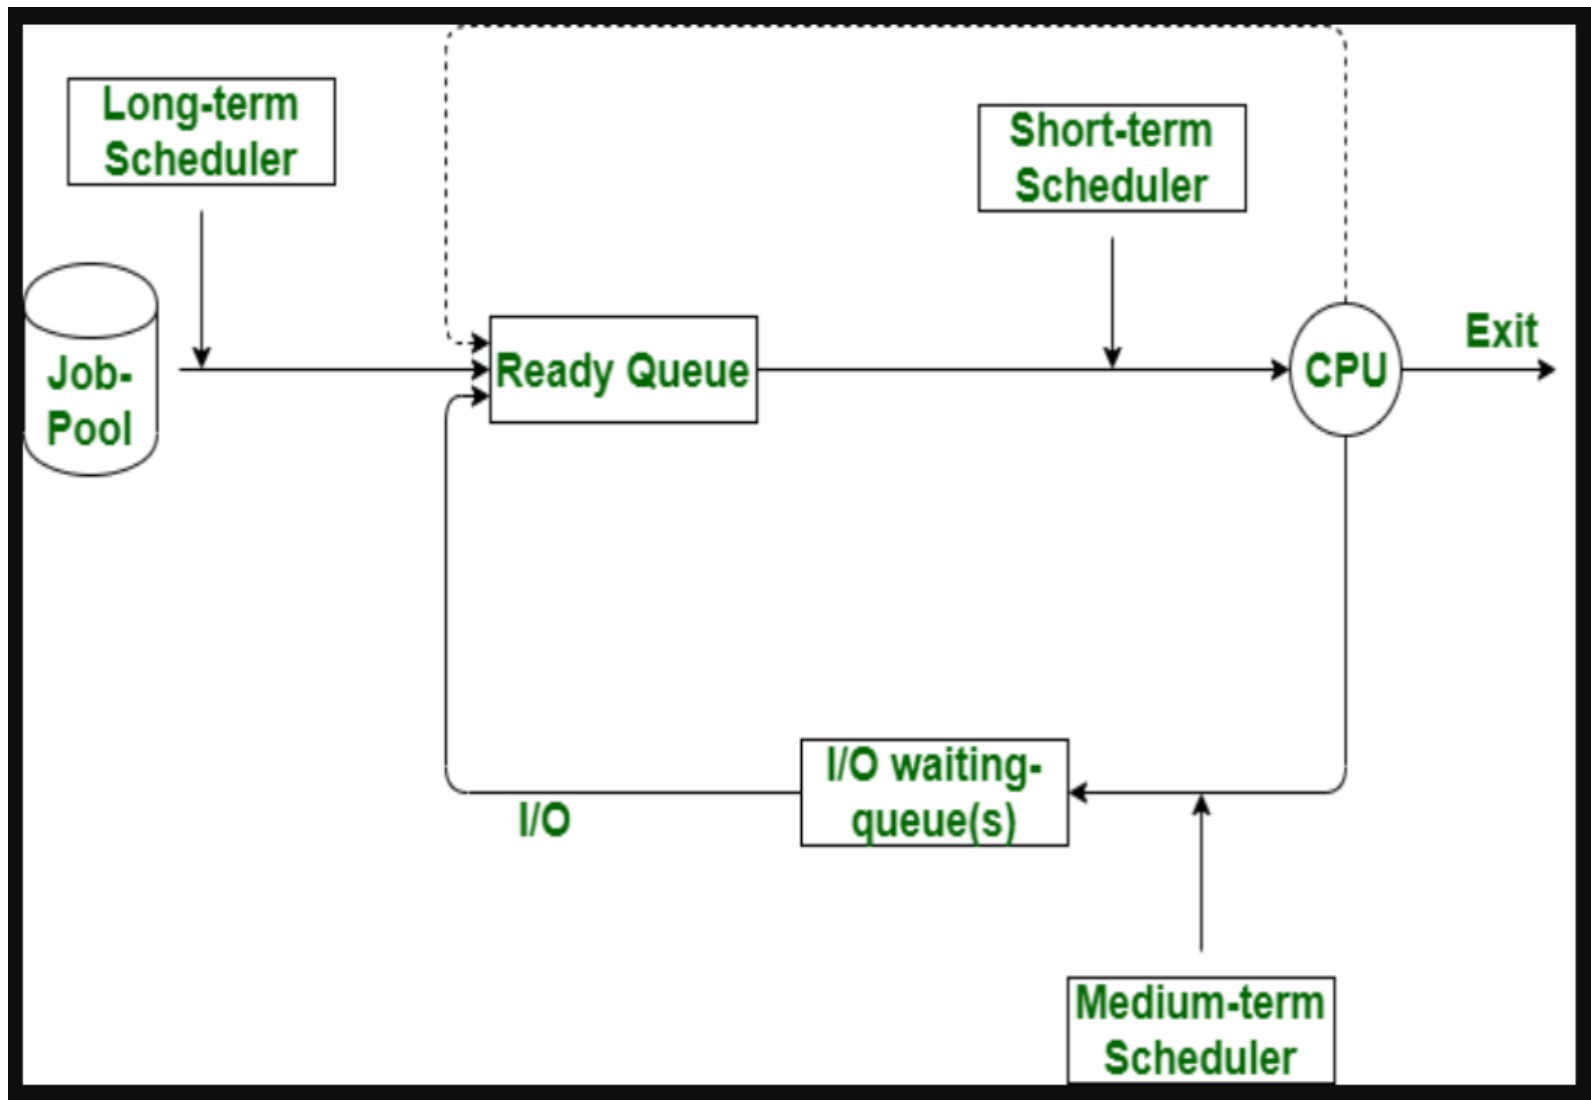 Long-term
Scheduler
Short-term
Scheduler
Job-
Pool
Ready Queue
CPU
Exit
I/O waiting-
queue(s)
I/O
Medium-term
Scheduler